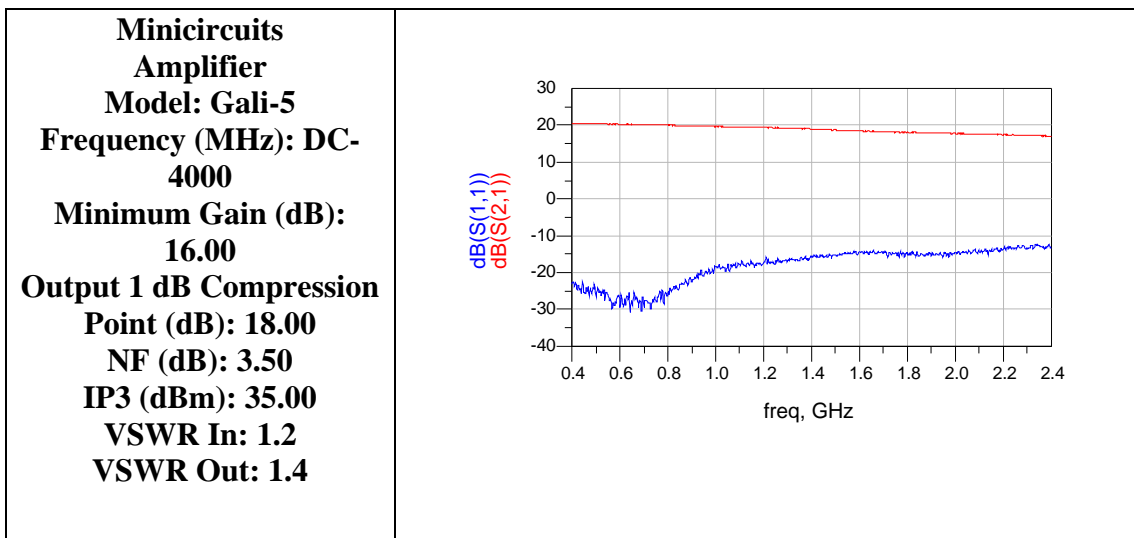 Minicircuits
Amplifier
Model: Gali-5
Frequency (MHz): DC-
4000
Minimum Gain (dB):
16.00
Output 1 dB Compression
Point (dB): 18.00
NF (dB): 3.50
IP3 (dBm): 35.00
VSWR In: 1.2
VSWR Out: 1.4
dB(S(1,1))
dB(S(2,1))
30
20
10
0
-10
-20
-30
-40
0.4 0.6 0.8 1.0 1.2 1.4 1.6 1.8 2.0 2.2 2.4
freq, GHz